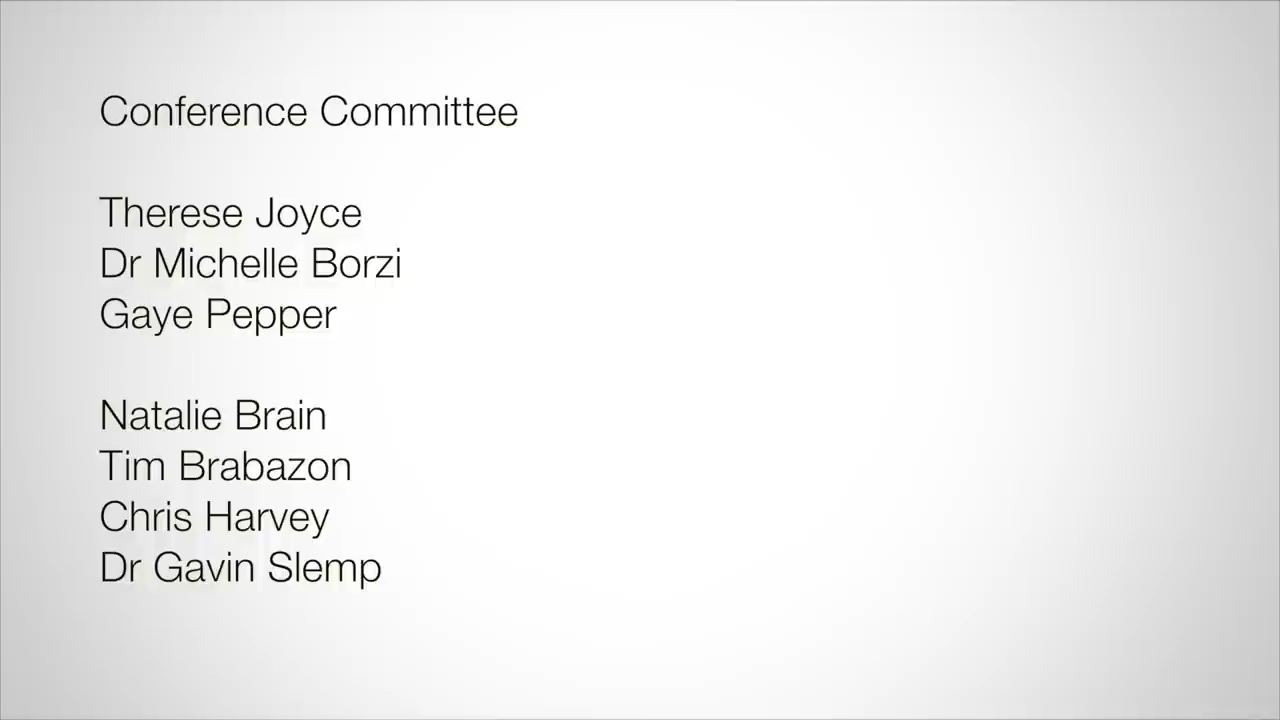 Conference Committee
Therese Joyce
Dr Michelle Borzi
Gaye Pepper
Natalie Brain
Tim Brabazon
Chris Harvey
Dr Gavin Slemp